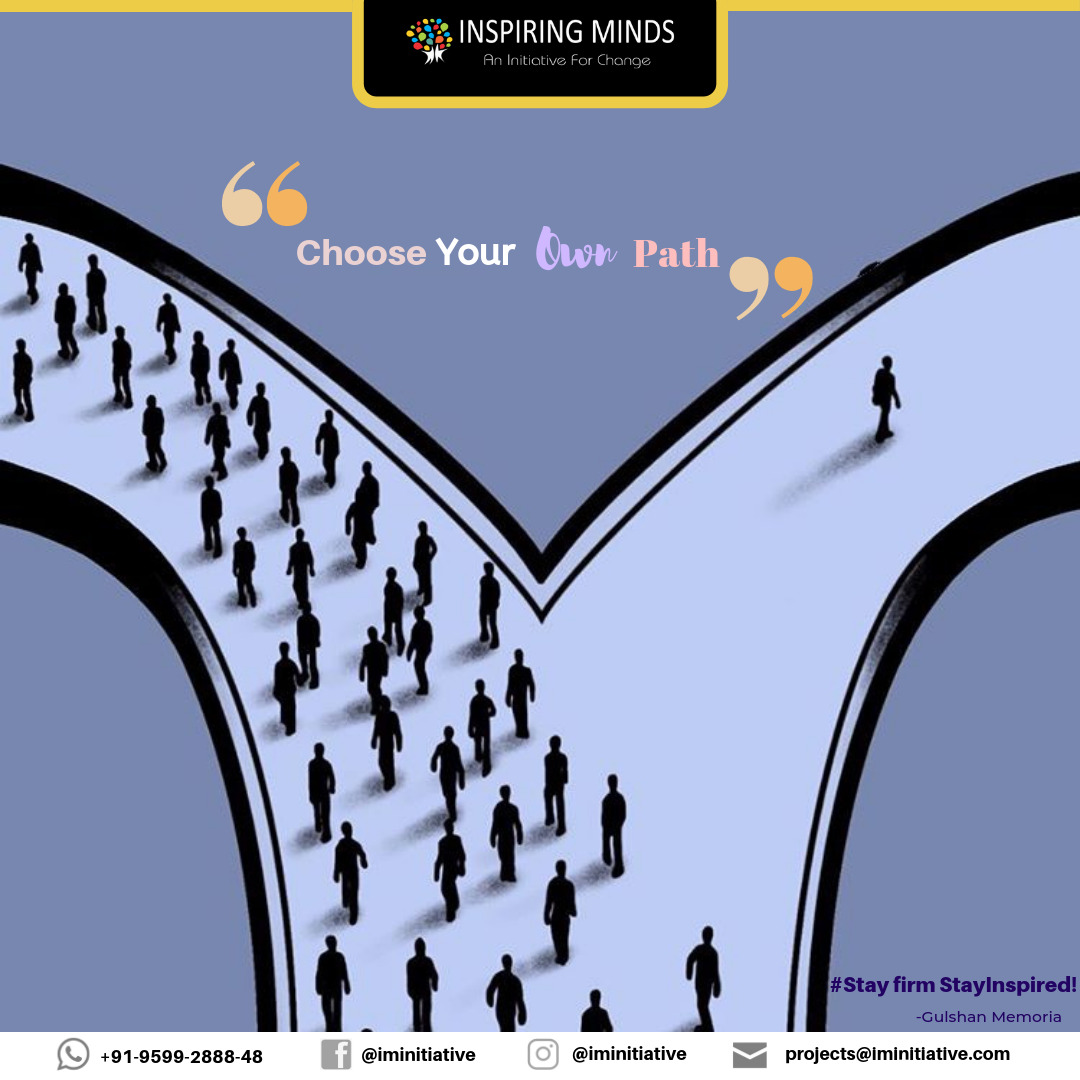 INSPIRING MINDS
An Initiative For Change
“Choose Your Own Path”
#Stay firm StayInspired!
-Gulshan Memoria
+91-9599-2888-48 @iminitiative @iminitiative projects@iminitiative.com